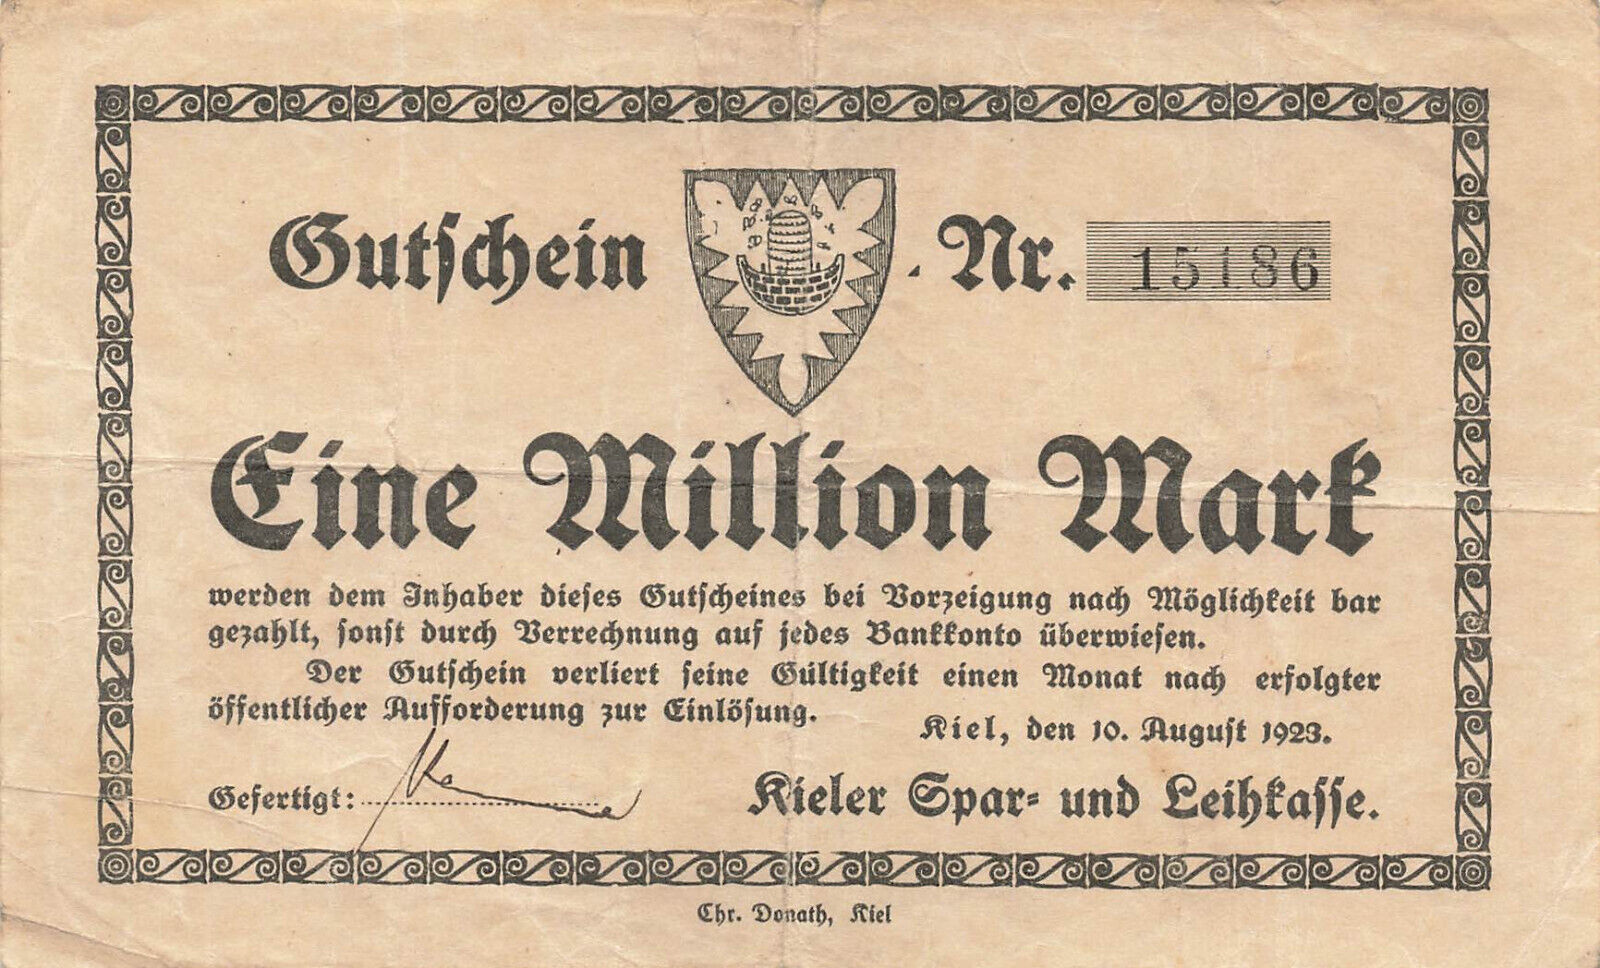 Gutschein . Nr. 15186
Eine Million Mark
werden dem Inhaber dieses Gutscheines bei Vorzeigung nach Möglichkeit bar
gezahlt, sonst durch Verrechnung auf jedes Bankkonto überwiesen.
Der Gutschein verliert seine Gültigkeit einen Monat nach erfolgter
öffentlicher Aufforderung zur Einlösung.
Kiel, den 10. August 1923.
Gefertigt:
Kieler Spar- und Leihkasse.
Chr. Donath, Kiel